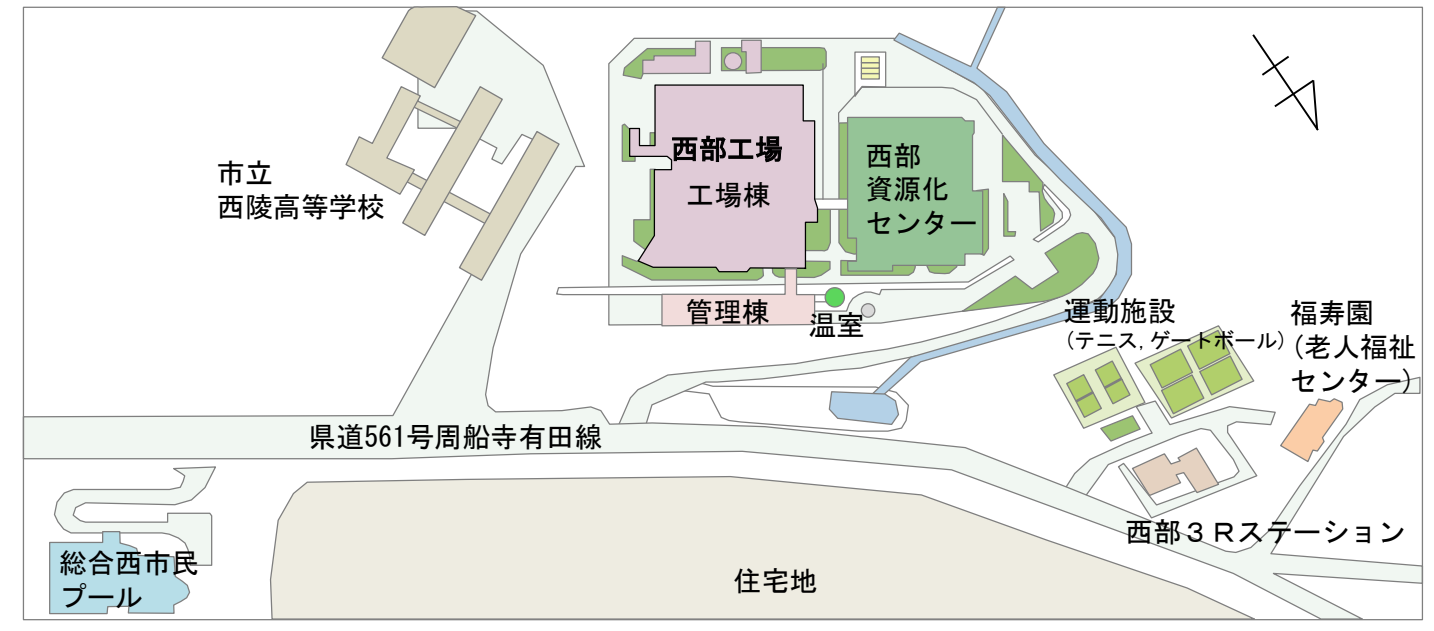 市立
西陵高等学校
西部工場
工場棟
西部
資源化
センター
管理棟
温室
運動施設
（テニス，ゲートボール）
福寿園
（老人福祉
センター）
県道561号周船寺有田線
西部３Rステーション
総合西市民
プール
住宅地